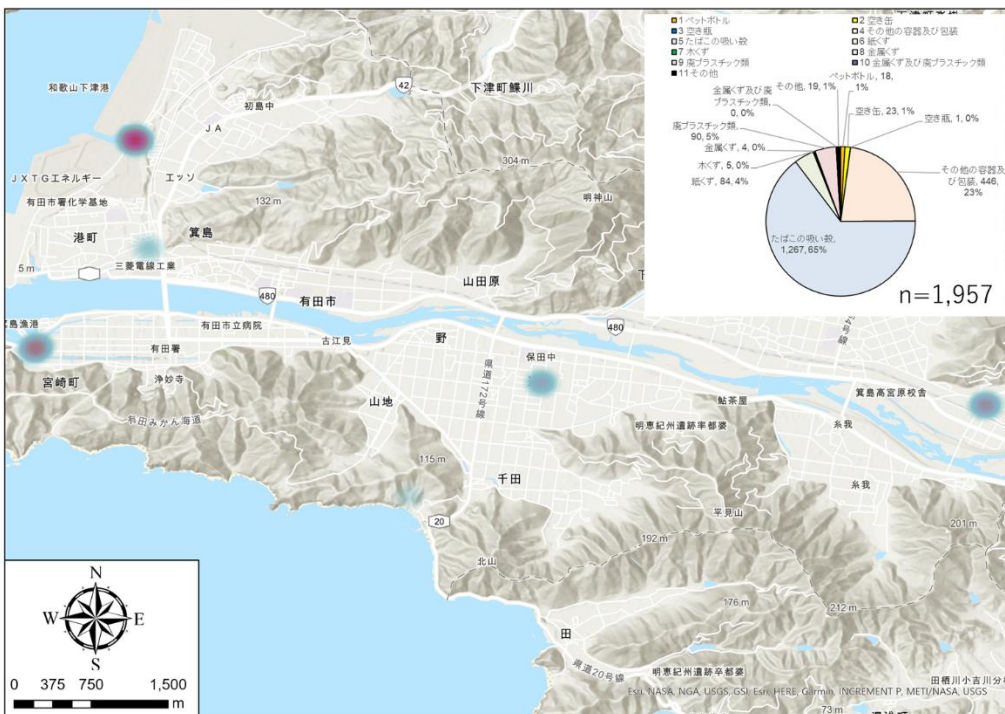 下津町鰈川
和歌山下津港
42
初島中
JA
JXTGエネルギー
エッソ
有田市署化学基地
132 m
304 m
明神山
港町
箕島
5 m
三菱電線工業
山田原
480
有田市
480
有田市立病院
有田署
古江見
野
保田中
県道172号線
宮崎町
浄妙寺
有田みかん海道
山地
鮎茶屋
箕島高宮原校舎
明恵紀州遺跡率都婆
糸我
115 m
千田
糸我
20
平見山
192 m
201 m
北山
176 m
212 m
田
県道20号線
明恵紀州遺跡卒都婆
田栖川小吉川分校
73 m
Esri, NASA, NGA, USGS, GSI, Esri, HERE, Garmin, INCREMENT P, METI/NASA, USGS
1 ペットボトル
2 空き缶
3 空き瓶
4 その他の容器及び包装
5 たばこの吸い殻
6 紙くず
7 木くず
8 金属くず
9 廃プラスチック類
10 金属くず及び廃プラスチック類
11 その他
ペットボトル, 18, 1%
その他, 19, 1%
金属くず及び廃プラスチック類, 0, 0%
空き缶, 23, 1%
空き瓶, 1, 0%
廃プラスチック類, 90, 5%
金属くず, 4, 0%
木くず, 5, 0%
紙くず, 84, 4%
その他の容器及び包装, 446, 23%
たばこの吸い殻, 1,267, 65%
n=1,957
N
W
E
S
0 375 750 1,500
m